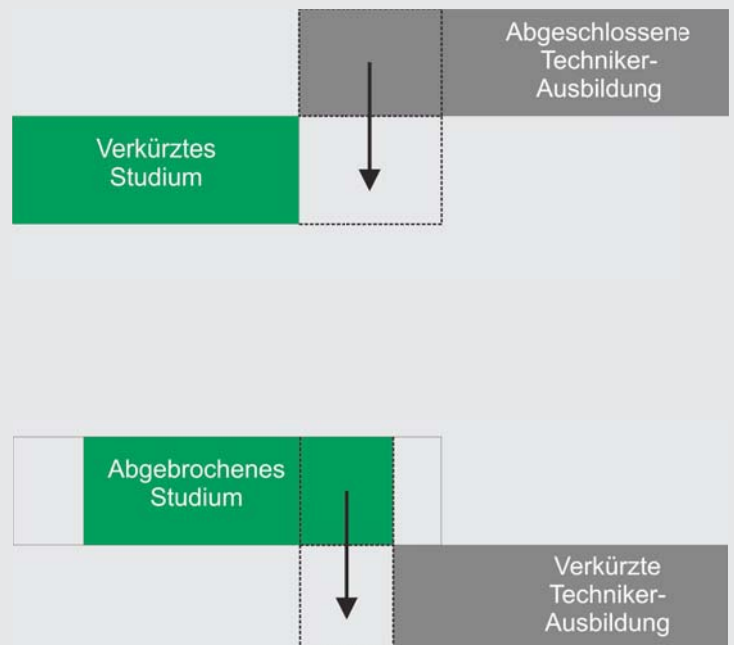 Abgeschlossene
Techniker-
Ausbildung
Verkürztes
Studium
Abgebrochenes
Studium
Verkürzte
Techniker-
Ausbildung